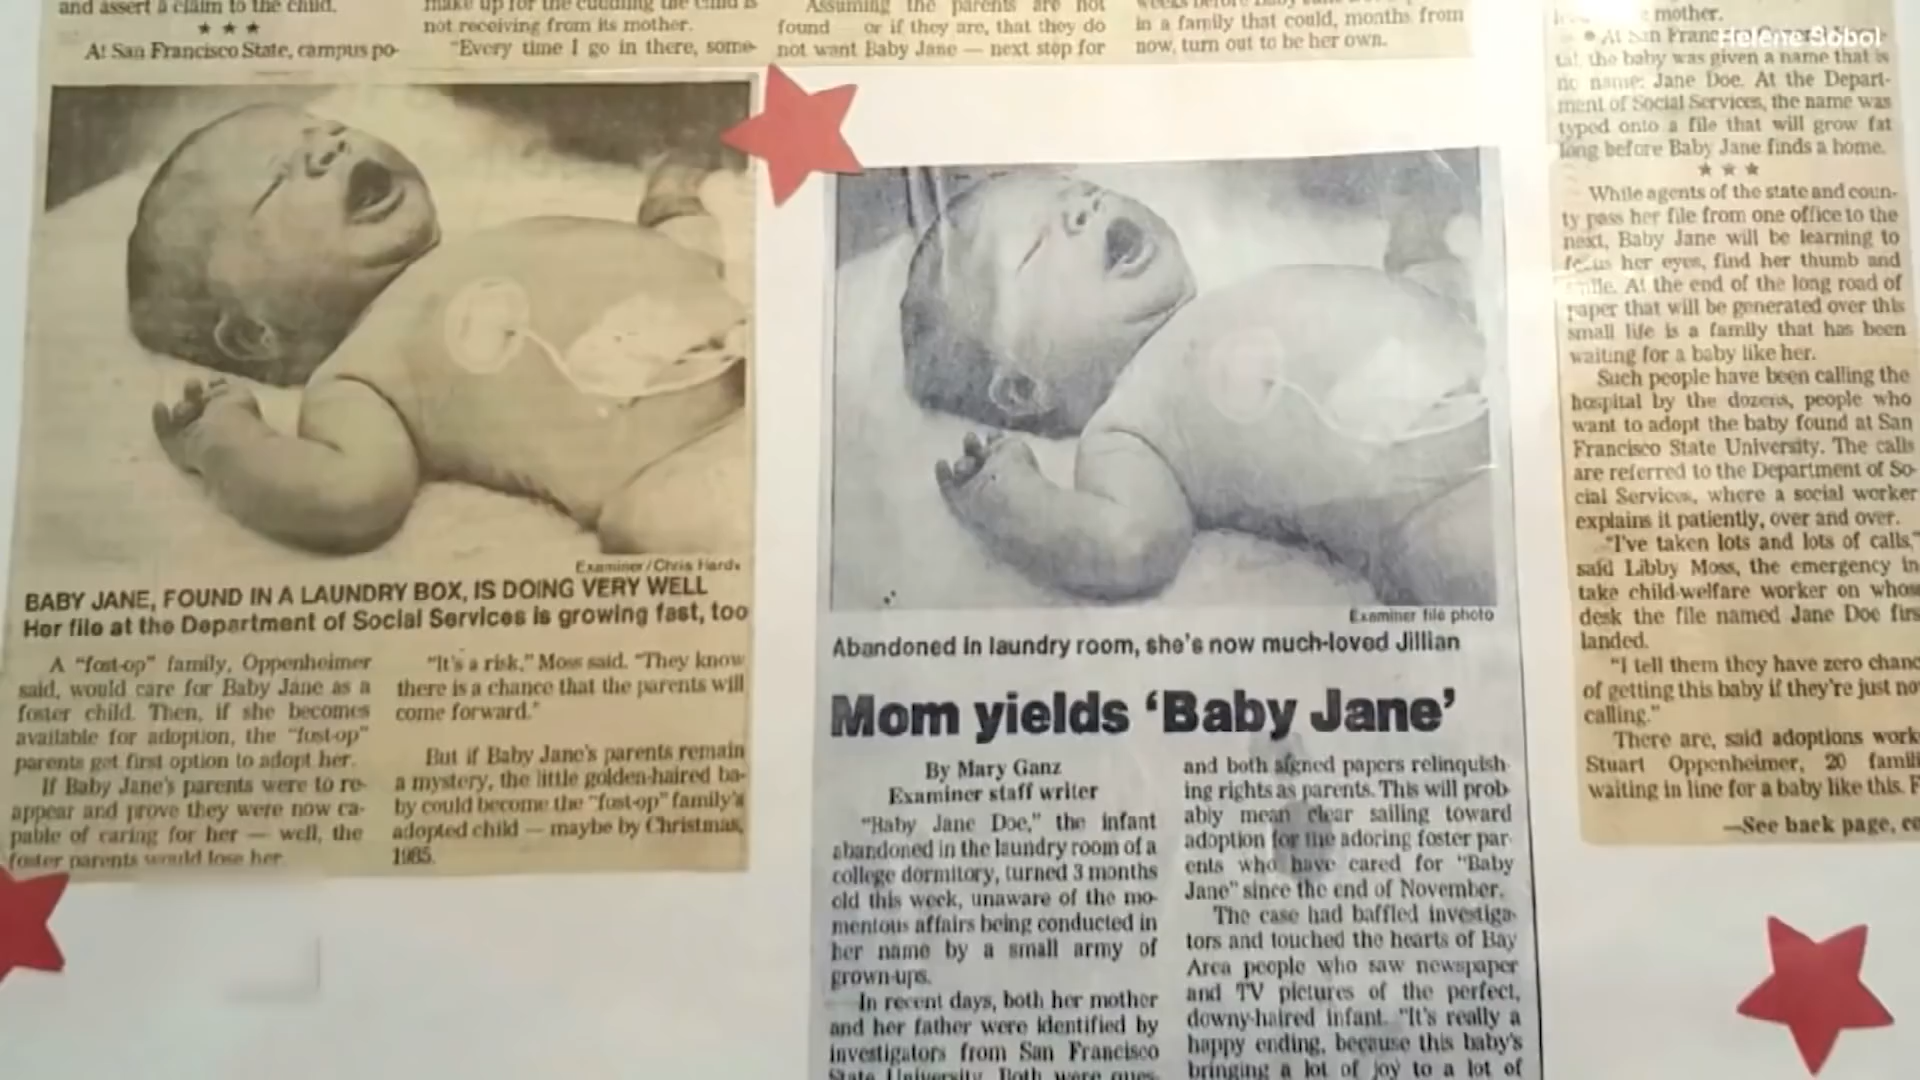 and assert a claim to the child.
★ ★ ★
At San Francisco State, campus po-
make up for the cuddling the child is
not receiving from its mother.
"Every time I go in there, some-
Assuming the parents are not
found — or if they are, that they do
not want Baby Jane — next stop for
in a family that could, months from
now, turn out to be her own.
Helene Sobol
Examiner/Chris Hardy
BABY JANE, FOUND IN A LAUNDRY BOX, IS DOING VERY WELL
Her file at the Department of Social Services is growing fast, too
A "fost-op" family, Oppenheimer
said, would care for Baby Jane as a
foster child. Then, if she becomes
available for adoption, the "fost-op"
parents get first option to adopt her.
If Baby Jane's parents were to re-
appear and prove they were now ca-
pable of caring for her — well, the
foster parents would lose her.
"It's a risk," Moss said. "They know
there is a chance that the parents will
come forward."
But if Baby Jane's parents remain
a mystery, the little golden-haired ba-
by could become the "fost-op" family's
adopted child — maybe by Christmas,
1985.
Examiner file photo
Abandoned in laundry room, she's now much-loved Jillian
Mom yields 'Baby Jane'
By Mary Ganz
Examiner staff writer
"Baby Jane Doe," the infant
abandoned in the laundry room of a
college dormitory, turned 3 months
old this week, unaware of the mo-
mentous affairs being conducted in
her name by a small army of
grown-ups.
In recent days, both her mother
and her father were identified by
investigators from San Francisco
State University. Both were ques-
and both signed papers relinquish-
ing rights as parents. This will prob-
ably mean clear sailing toward
adoption for the adoring foster par-
ents who have cared for "Baby
Jane" since the end of November.
The case had baffled investiga-
tors and touched the hearts of Bay
Area people who saw newspaper
and TV pictures of the perfect,
downy-haired infant. "It's really a
happy ending, because this baby's
bringing a lot of joy to a lot of
mother.
● At San Franc
tal, the baby was given a name that is
no name: Jane Doe. At the Depart-
ment of Social Services, the name was
typed onto a file that will grow fat
long before Baby Jane finds a home.
★ ★ ★
While agents of the state and coun-
ty pass her file from one office to the
next, Baby Jane will be learning to
focus her eyes, find her thumb and
smile. At the end of the long road of
paper that will be generated over this
small life is a family that has been
waiting for a baby like her.
Such people have been calling the
hospital by the dozens, people who
want to adopt the baby found at San
Francisco State University. The calls
are referred to the Department of So-
cial Services, where a social worker
explains it patiently, over and over.
"I've taken lots and lots of calls,"
said Libby Moss, the emergency in
take child-welfare worker on whose
desk the file named Jane Doe firs
landed.
"I tell them they have zero chanc
of getting this baby if they're just no
calling."
There are, said adoptions work
Stuart Oppenheimer, 20 famili
waiting in line for a baby like this. F
—See back page, co